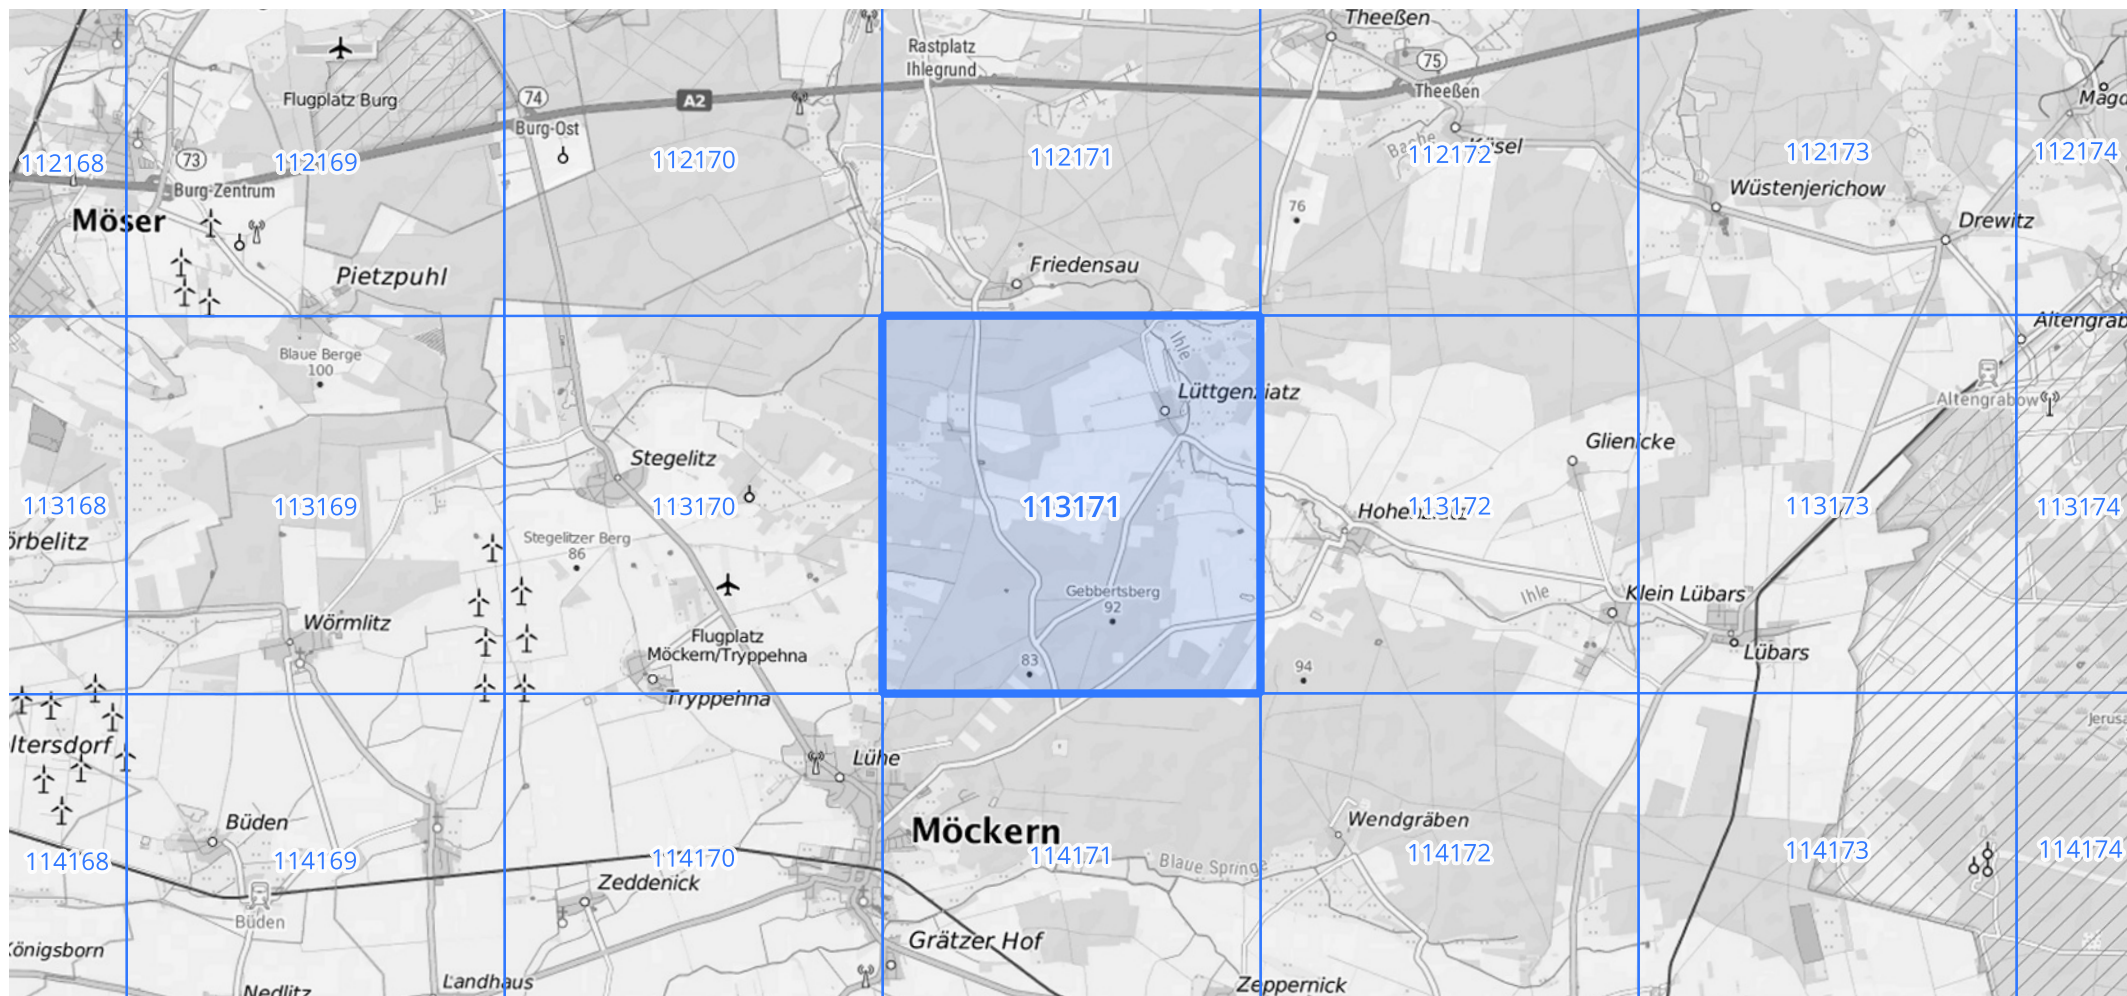 Theeßen
Rastplatz
Ihlegrund
75
Theeßen
Flugplatz Burg
74
A2
Burg-Ost
73
Burg-Zentrum
112168
112169
112170
112171
112172
112173
112174
Wüstenjerichow
Drewitz
Möser
76
Pietzpuhl
Friedensau
Blaue Berge
100
Ihle
Lüttgenziatz
Altengrabow
Stegelitz
Glienicke
113168
113169
113170
113171
113172
113173
113174
Stegelitzer Berg
86
Gebbertsberg
92
Ihle
Klein Lübars
Wörmlitz
Flugplatz
Möckern/Tryppehna
83
94
Lübars
Tryppehna
ltersdorf
Lühe
Büden
Möckern
Wendgräben
114168
114169
114170
114171
114172
114173
114174
Blaue Springe
Zeddenick
Büden
Grätzer Hof
Königsborn
Landhaus
Zeppernick
Nedlitz